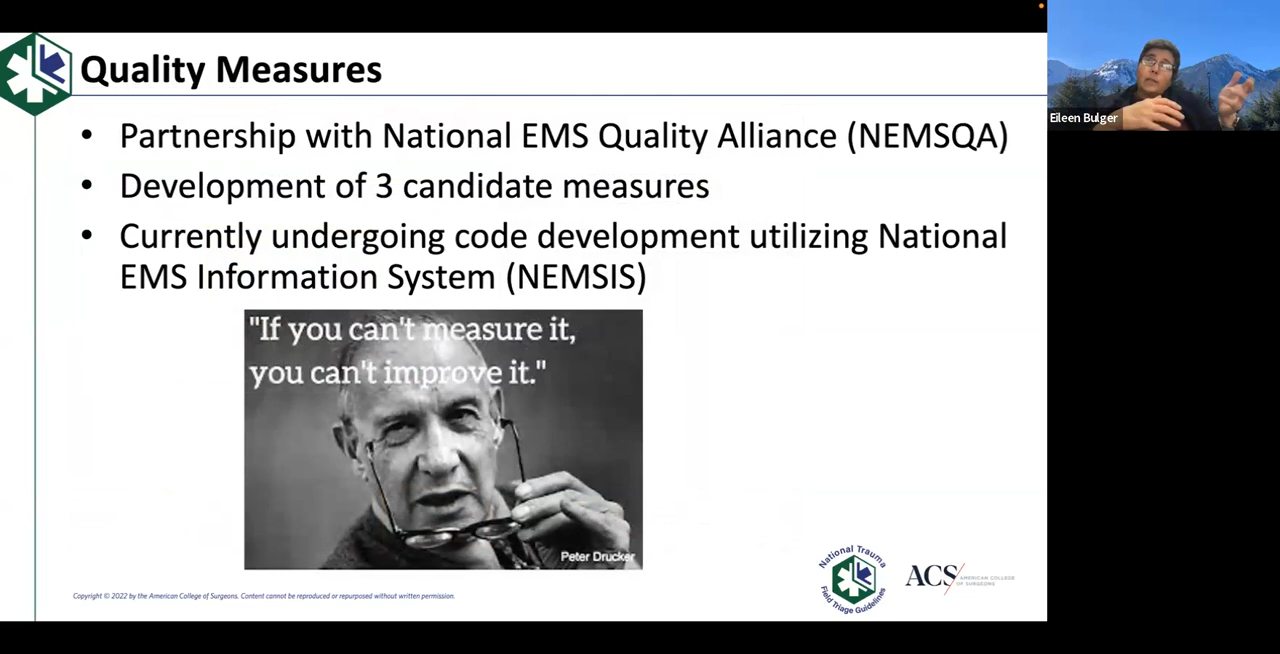 Quality Measures
• Partnership with National EMS Quality Alliance (NEMSQA)
• Development of 3 candidate measures
• Currently undergoing code development utilizing National
EMS Information System (NEMSIS)
"If you can't measure it,
you can't improve it."
Peter Drucker
Copyright © 2022 by the American College of Surgeons. Content cannot be reproduced or repurposed without written permission.
National Trauma
Field Triage Guidelines
ACS
AMERICAN COLLEGE
OF SURGEONS
Eileen Bulger